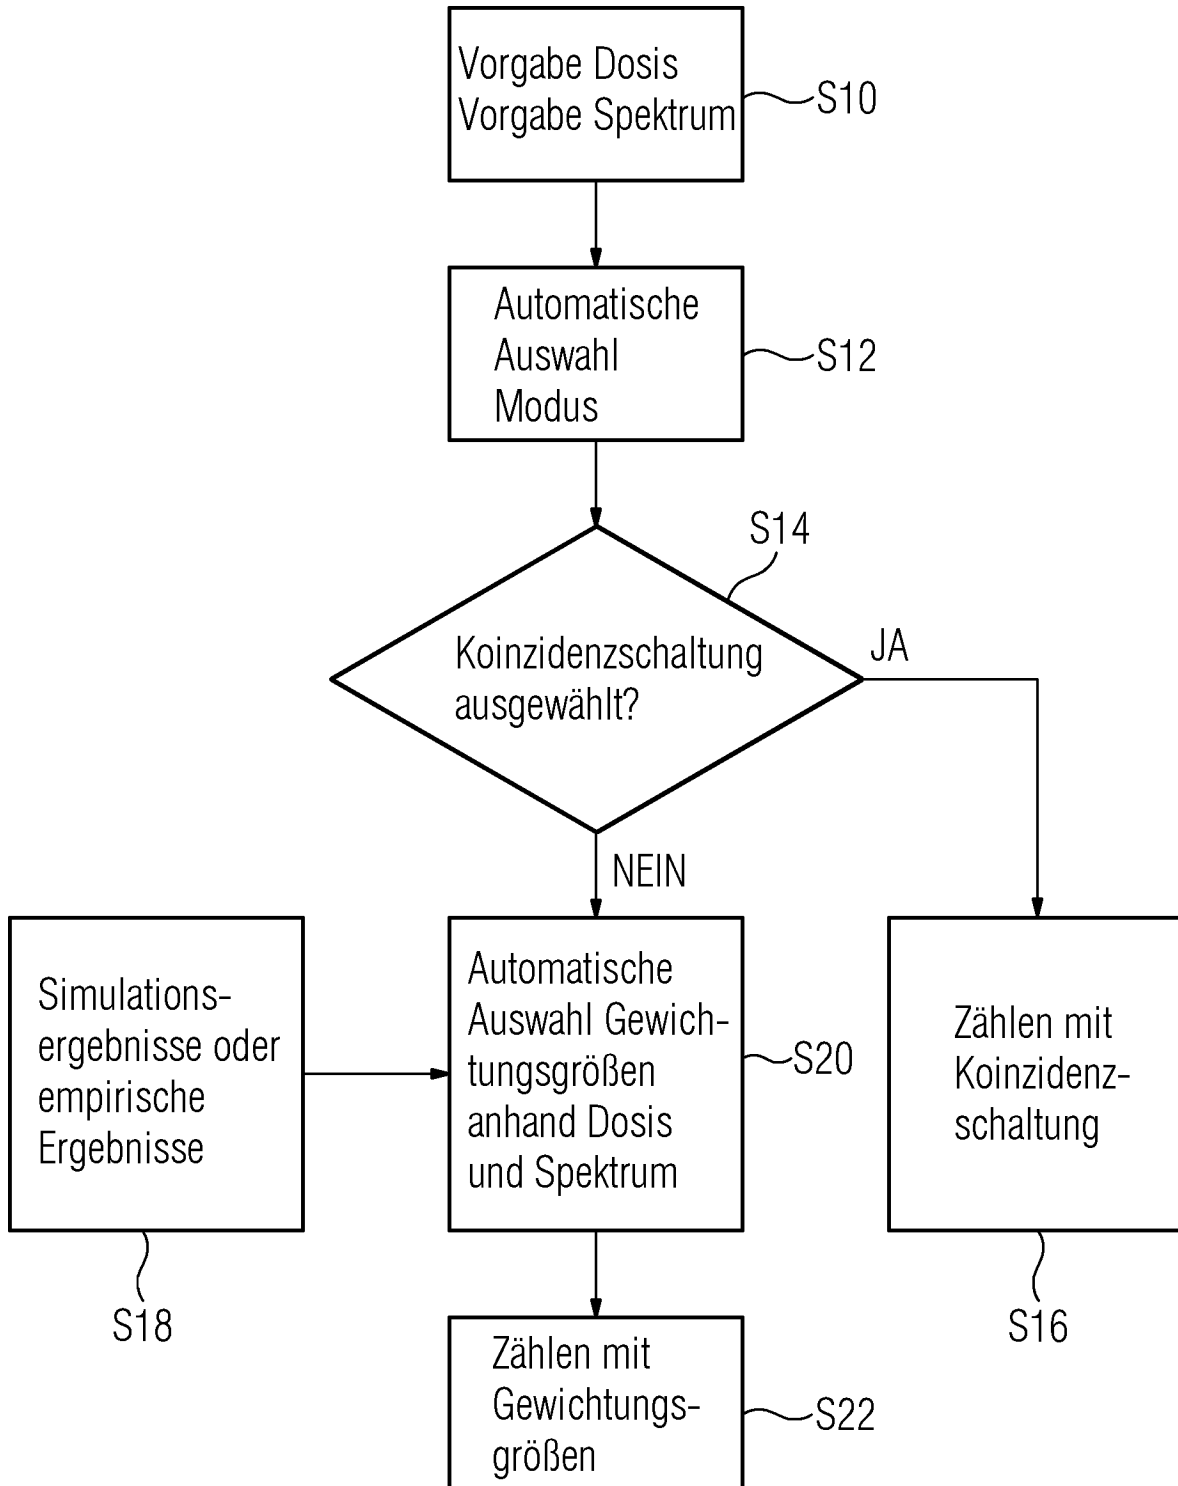 Vorgabe Dosis
Vorgabe Spektrum
S10
Automatische
Auswahl
Modus
S12
S14
Koinzidenzschaltung
ausgewählt?
JA
NEIN
Simulations-
ergebnisse oder
empirische
Ergebnisse
S18
Automatische
Auswahl Gewich-
tungsgrößen
anhand Dosis
und Spektrum
S20
Zählen mit
Koinzidenz-
schaltung
S16
Zählen mit
Gewichtungs-
größen
S22